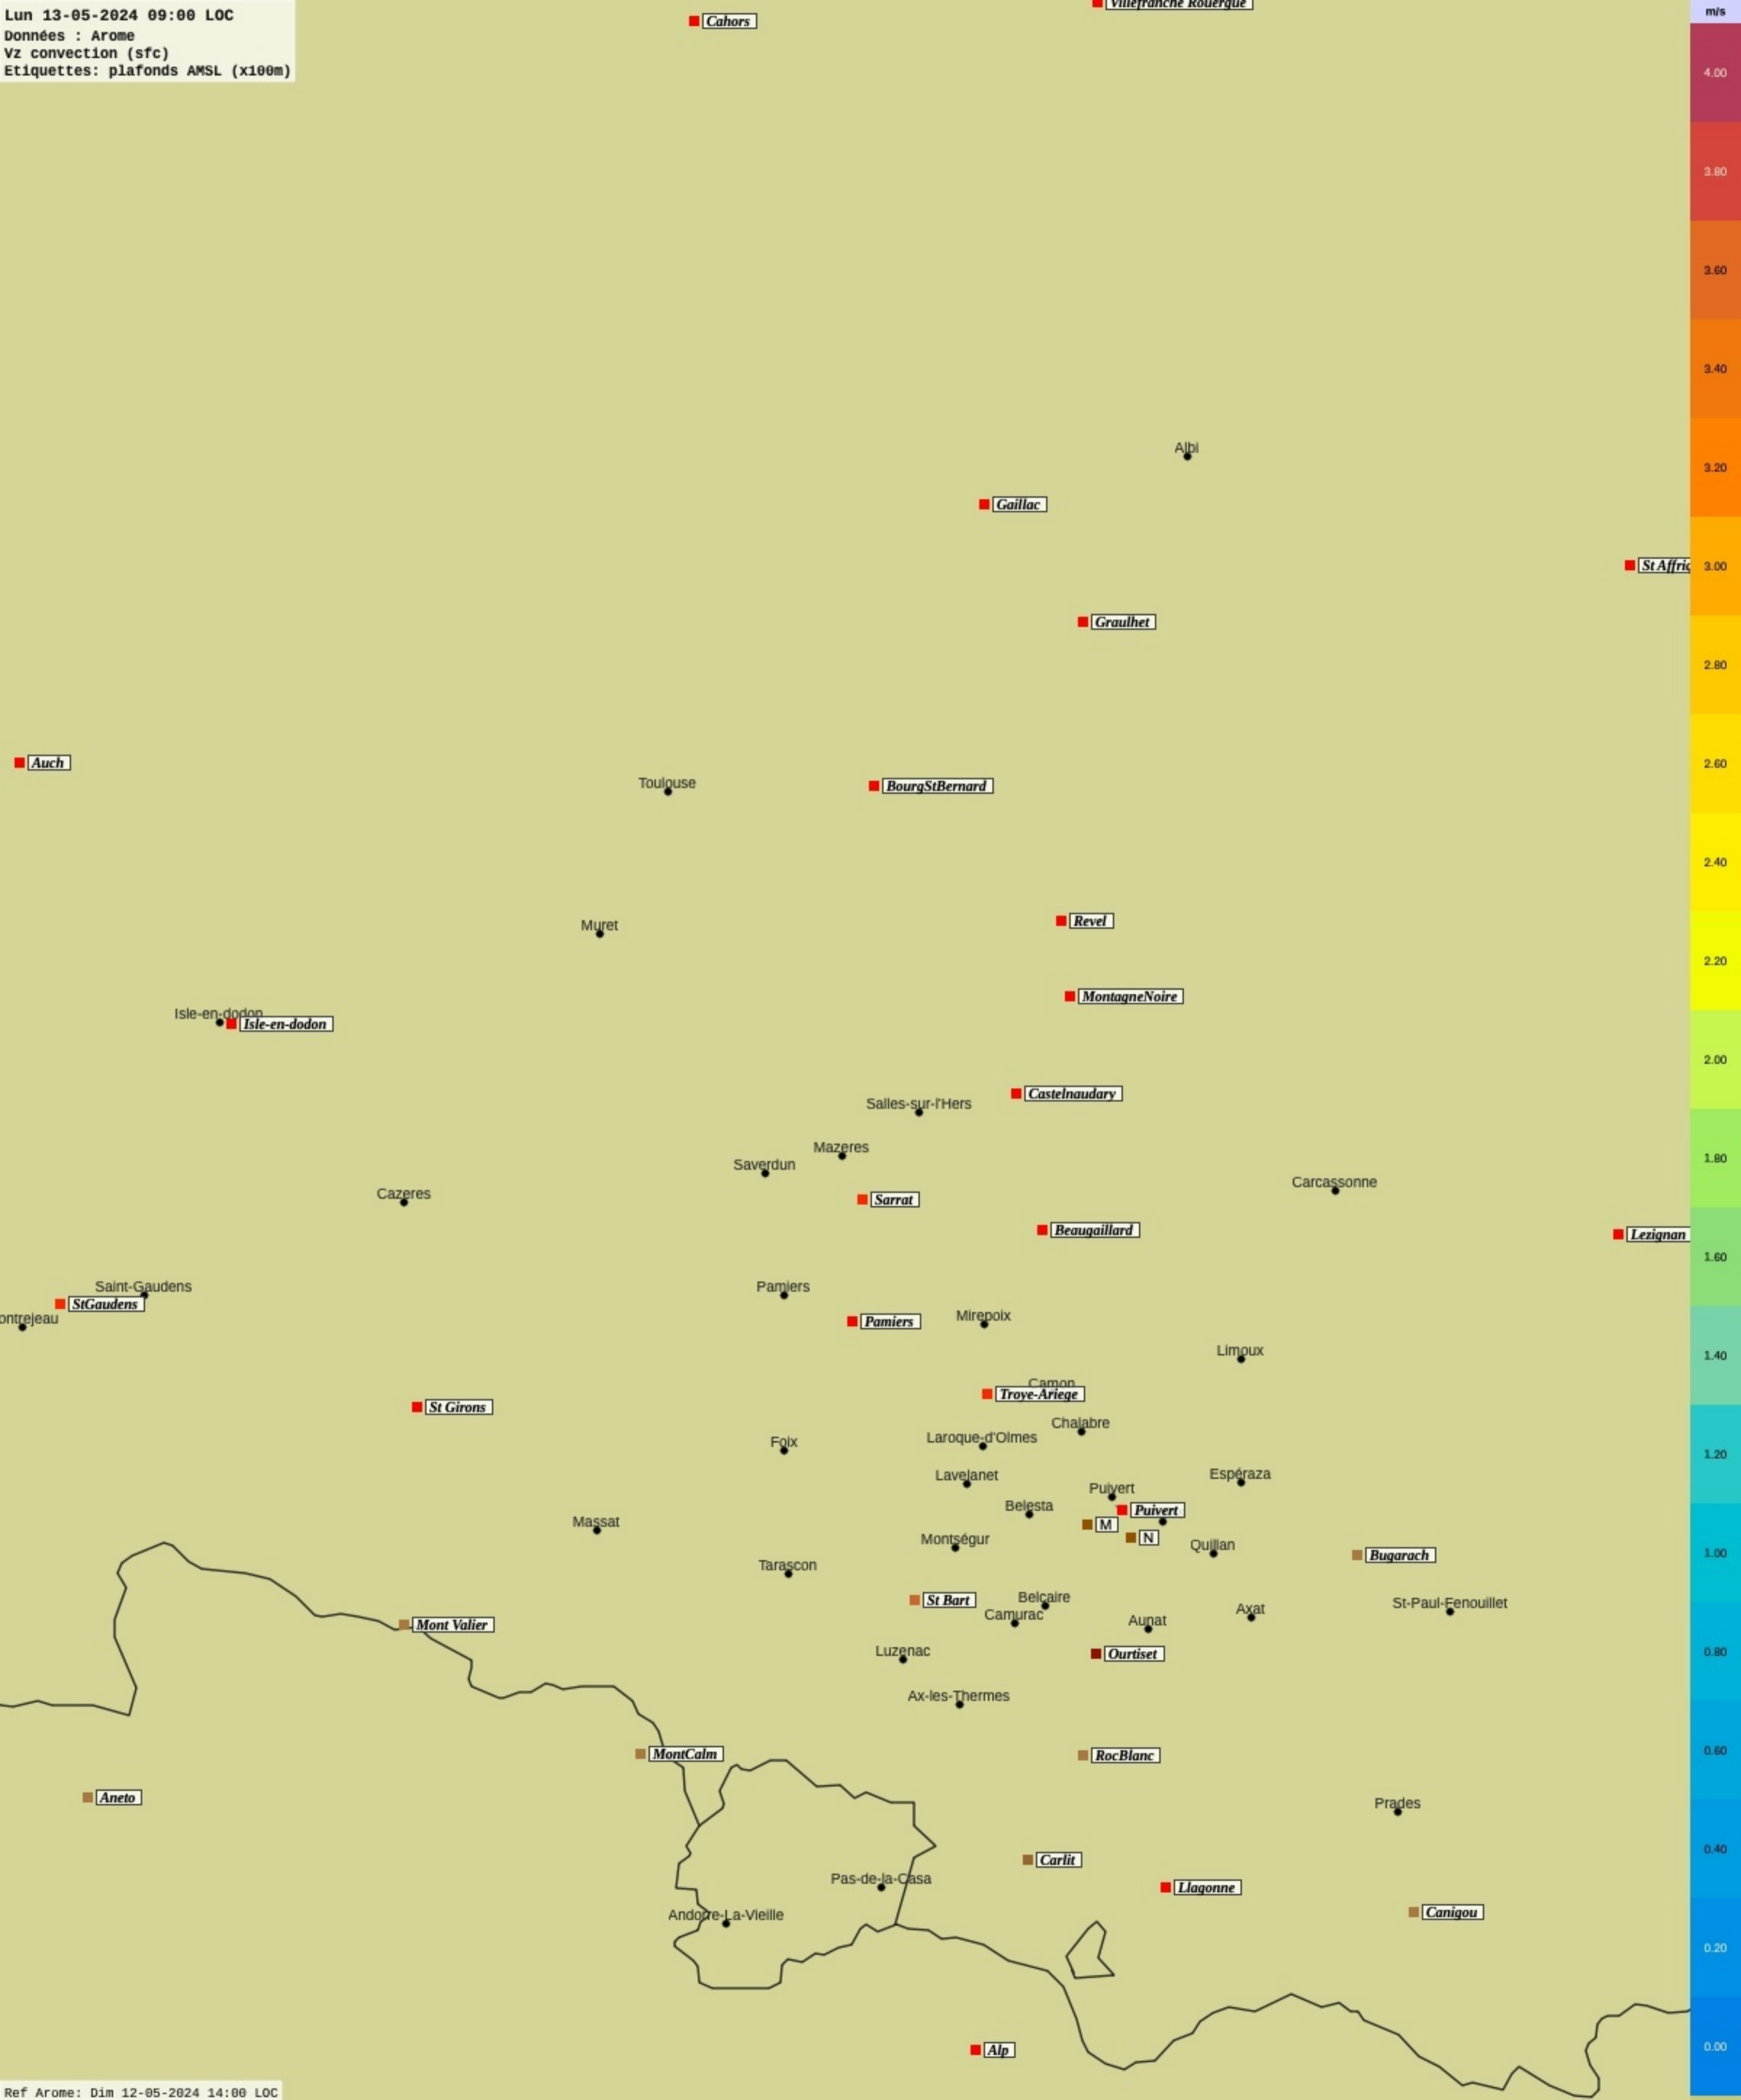 Villefranche Rouergue
m/s
Lun 13-05-2024 09:00 LOC
Données : Arome
Vz convection (sfc)
Etiquettes: plafonds AMSL (x100m)
Cahors
4.00
3.80
3.60
3.40
Albi
3.20
Gaillac
St Affric
3.00
Graulhet
2.80
Auch
2.60
Toulouse
BourgStBernard
2.40
Muret
Revel
2.20
MontagneNoire
Isle-en-dodon
Isle-en-dodon
2.00
Castelnaudary
Salles-sur-l'Hers
Mazeres
Saverdun
1.80
Carcassonne
Cazeres
Sarrat
Beaugaillard
Lezignan
1.60
Saint-Gaudens
StGaudens
Pamiers
ontrejeau
Pamiers
Mirepoix
Limoux
1.40
Camon
Troye-Ariege
St Girons
Chalabre
Foix
Laroque-d'Olmes
1.20
Lavelanet
Espéraza
Puivert
Belesta
Puivert
Massat
M
N
Montségur
Quillan
1.00
Bugarach
Tarascon
St Bart
Belcaire
St-Paul-Fenouillet
Camurac
Axat
Aunat
Mont Valier
Luzenac
Ourtiset
0.80
Ax-les-Thermes
MontCalm
RocBlanc
0.60
Aneto
Prades
0.40
Carlit
Pas-de-la-Casa
Llagonne
Andorre-La-Vieille
Canigou
0.20
Alp
0.00
Ref Arome: Dim 12-05-2024 14:00 LOC